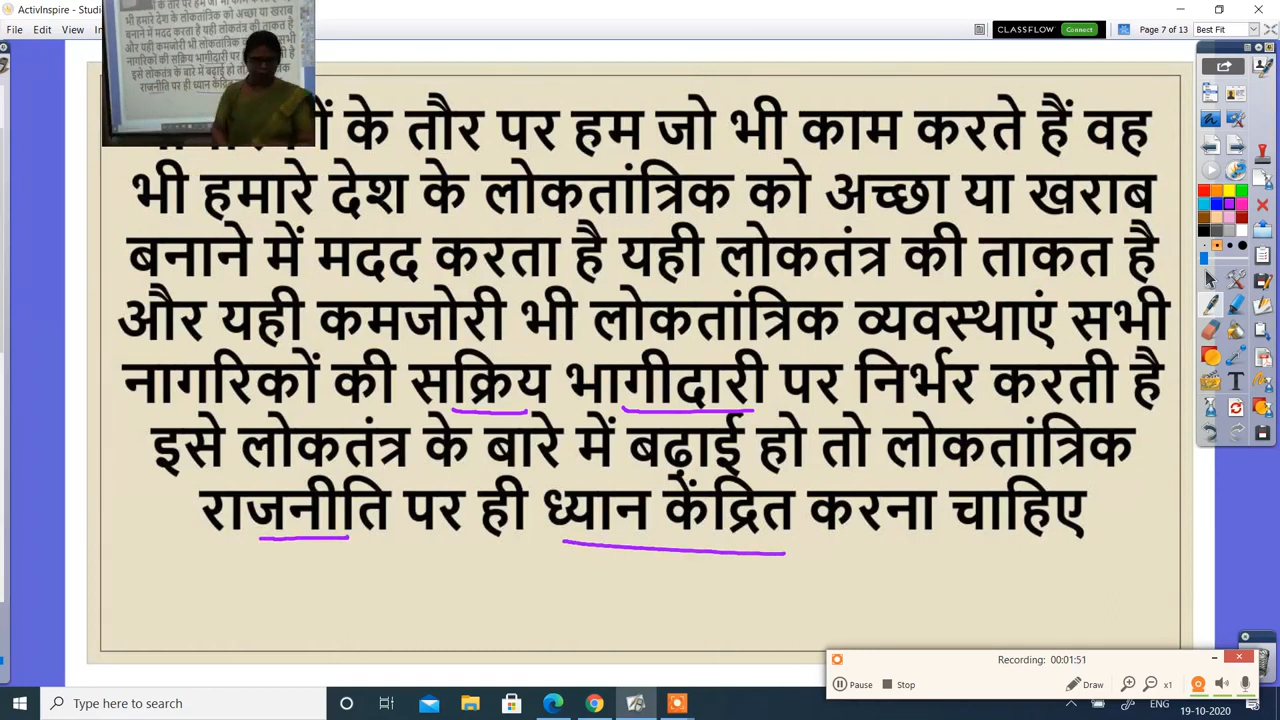 ActivInspire - Studi
File Edit View
CLASSFLOW Connect
Page 7 of 13
Best Fit
के तौर पर हम जो भी काम करते हैं वह
भी हमारे देश के लोकतांत्रिक को अच्छा या खराब
बनाने में मदद करता है यही लोकतंत्र की ताकत है
और यही कमजोरी भी लोकतांत्रिक व्यवस्थाएं सभी
नागरिकों की सक्रिय भागीदारी पर निर्भर करती है
इसे लोकतंत्र के बारे में बढ़ाई हो तो लोकतांत्रिक
राजनीति पर ही ध्यान केंद्रित करना चाहिए
Recording: 00:01:51
Pause Stop Draw x1
Type here to search
ENG
19-10-2020